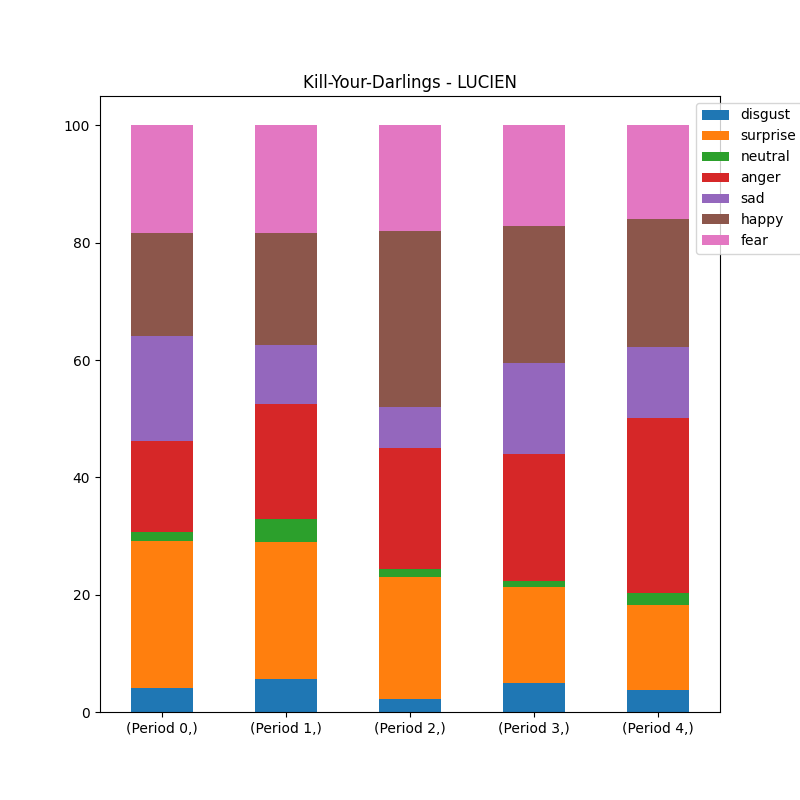 Kill-Your-Darlings - LUCIEN
disgust
surprise
neutral
anger
sad
happy
fear
100
80
60
40
20
0
(Period 0,)
(Period 1,)
(Period 2,)
(Period 3,)
(Period 4,)